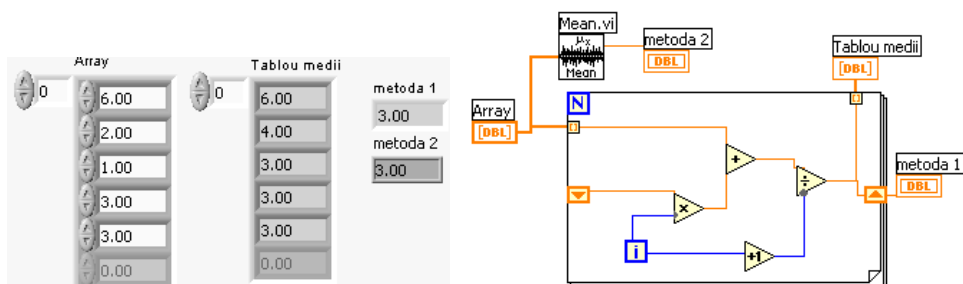 Array
0
6.00
2.00
1.00
3.00
3.00
0.00
Tablou medii
0
6.00
4.00
3.00
3.00
3.00
0.00
metoda 1
3.00
metoda 2
3.00
Mean.vi
μx
Mean
metoda 2
DBL
Tablou medii
[DBL]
Array
[DBL]
N
+
÷
×
i
+1
metoda 1
DBL